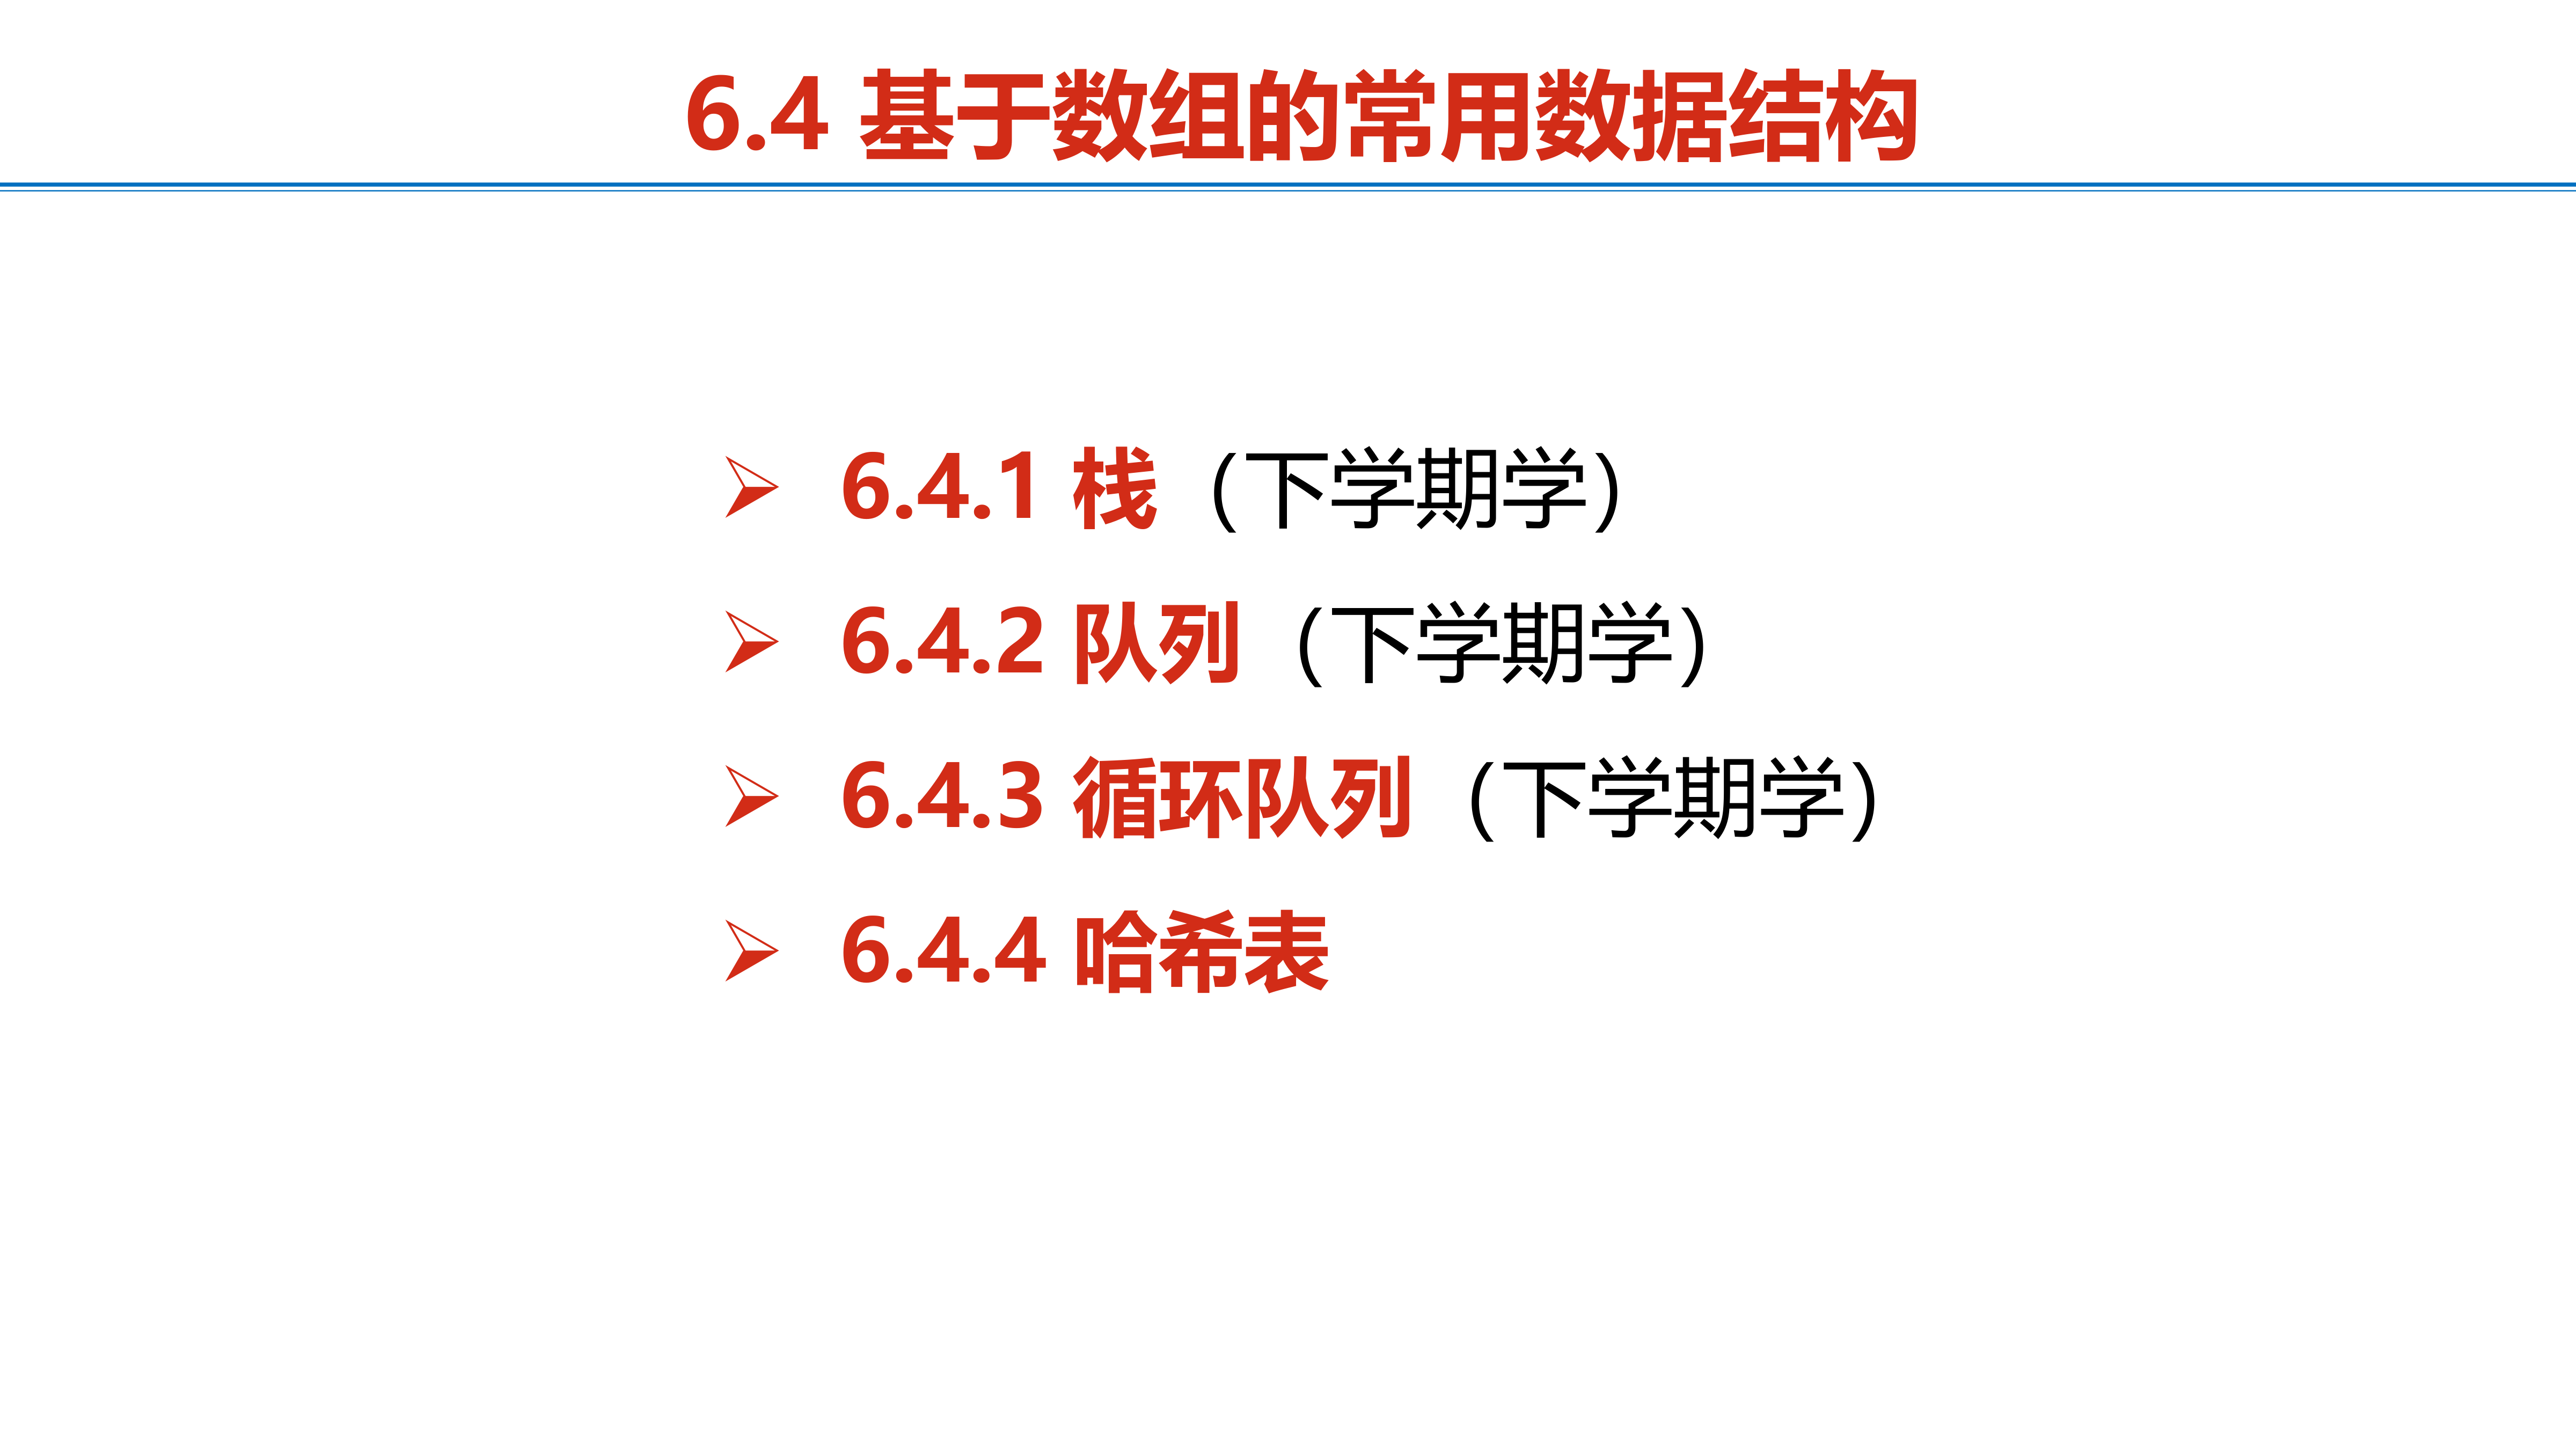 6.4 基于数组的常用数据结构
➢ 6.4.1 栈（下学期学）
➢ 6.4.2 队列（下学期学）
➢ 6.4.3 循环队列（下学期学）
➢ 6.4.4 哈希表